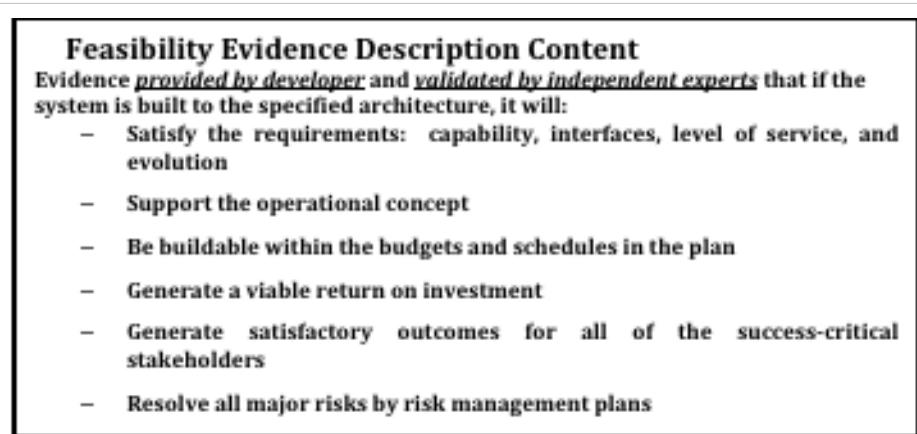 Feasibility Evidence Description Content
Evidence provided by developer and validated by independent experts that if the
system is built to the specified architecture, it will:
– Satisfy the requirements: capability, interfaces, level of service, and
evolution
– Support the operational concept
– Be buildable within the budgets and schedules in the plan
– Generate a viable return on investment
– Generate satisfactory outcomes for all of the success-critical
stakeholders
– Resolve all major risks by risk management plans